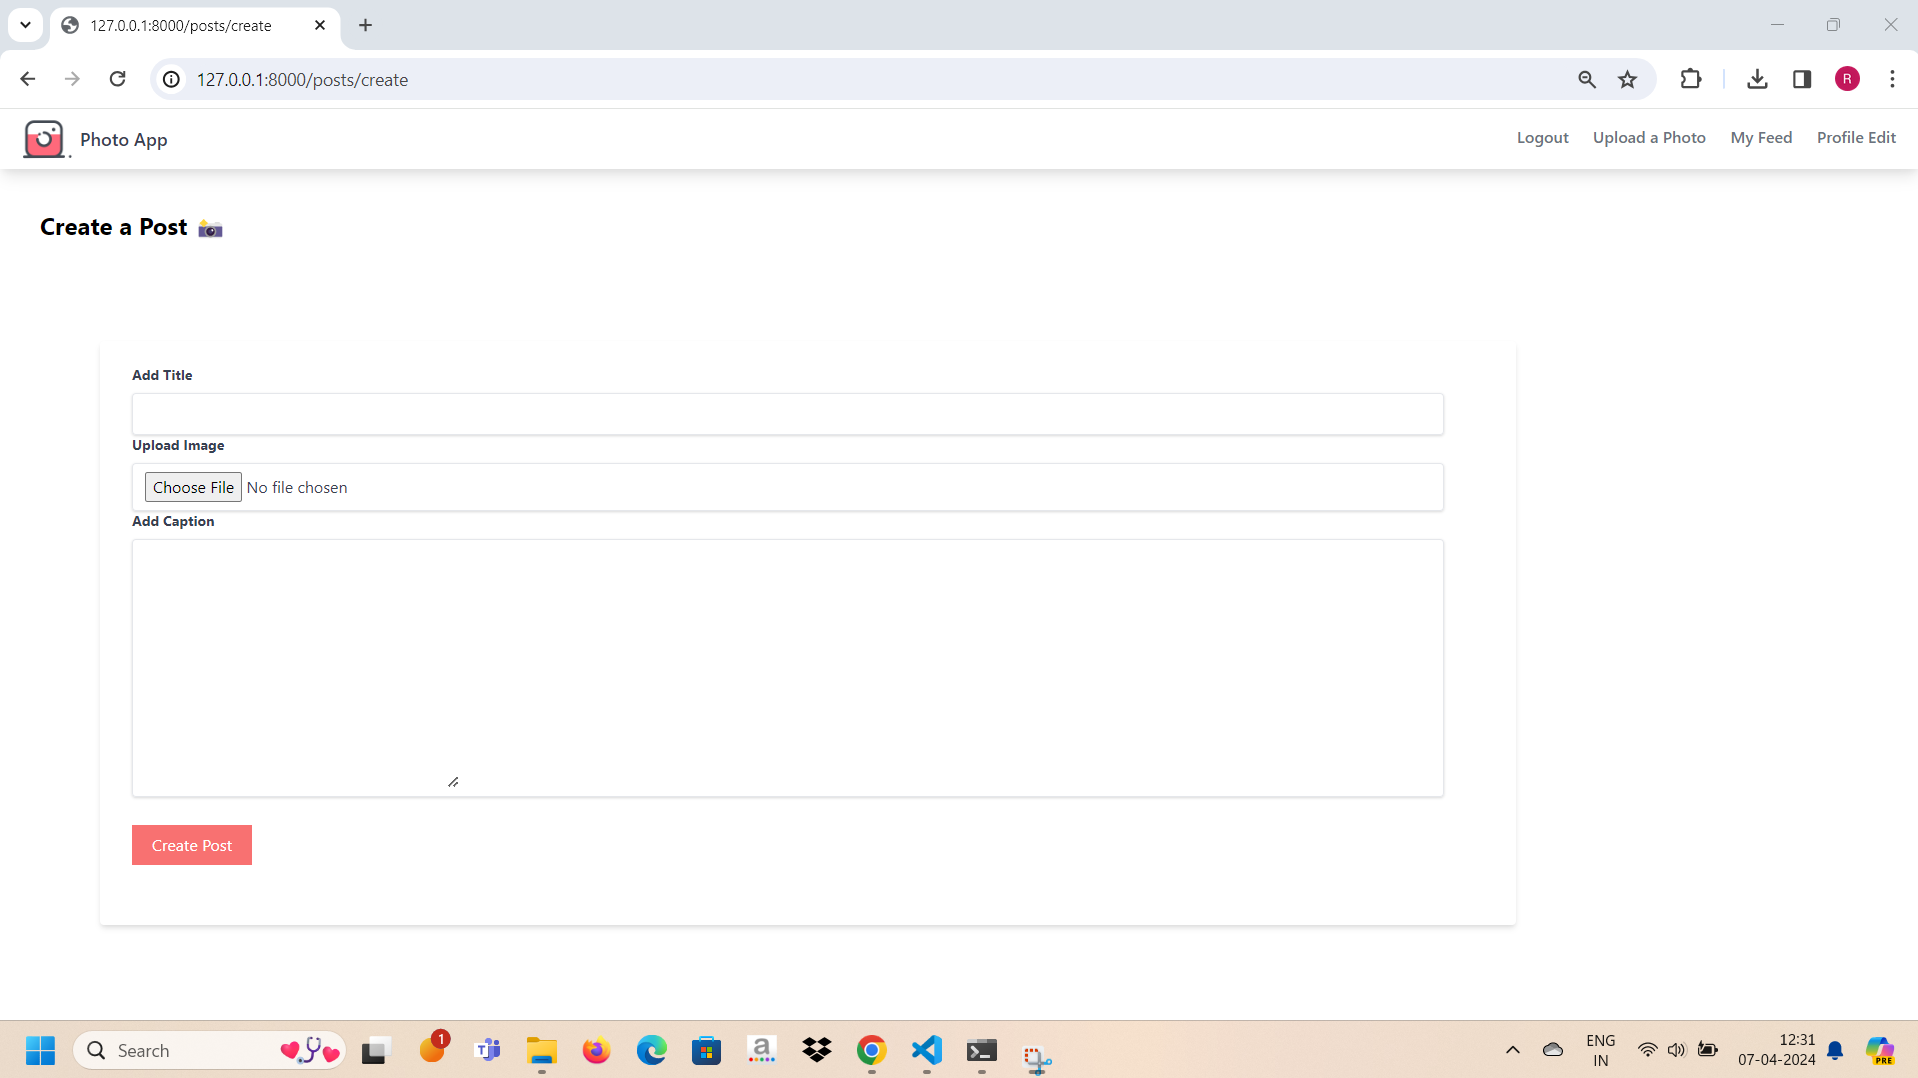 127.0.0.1:8000/posts/create
127.0.0.1:8000/posts/create
R
Photo App
Logout Upload a Photo My Feed Profile Edit
Create a Post
Add Title
Upload Image
Choose File No file chosen
Add Caption
Create Post
Search
1
T
a
ENG
IN
12:31
07-04-2024
PRE